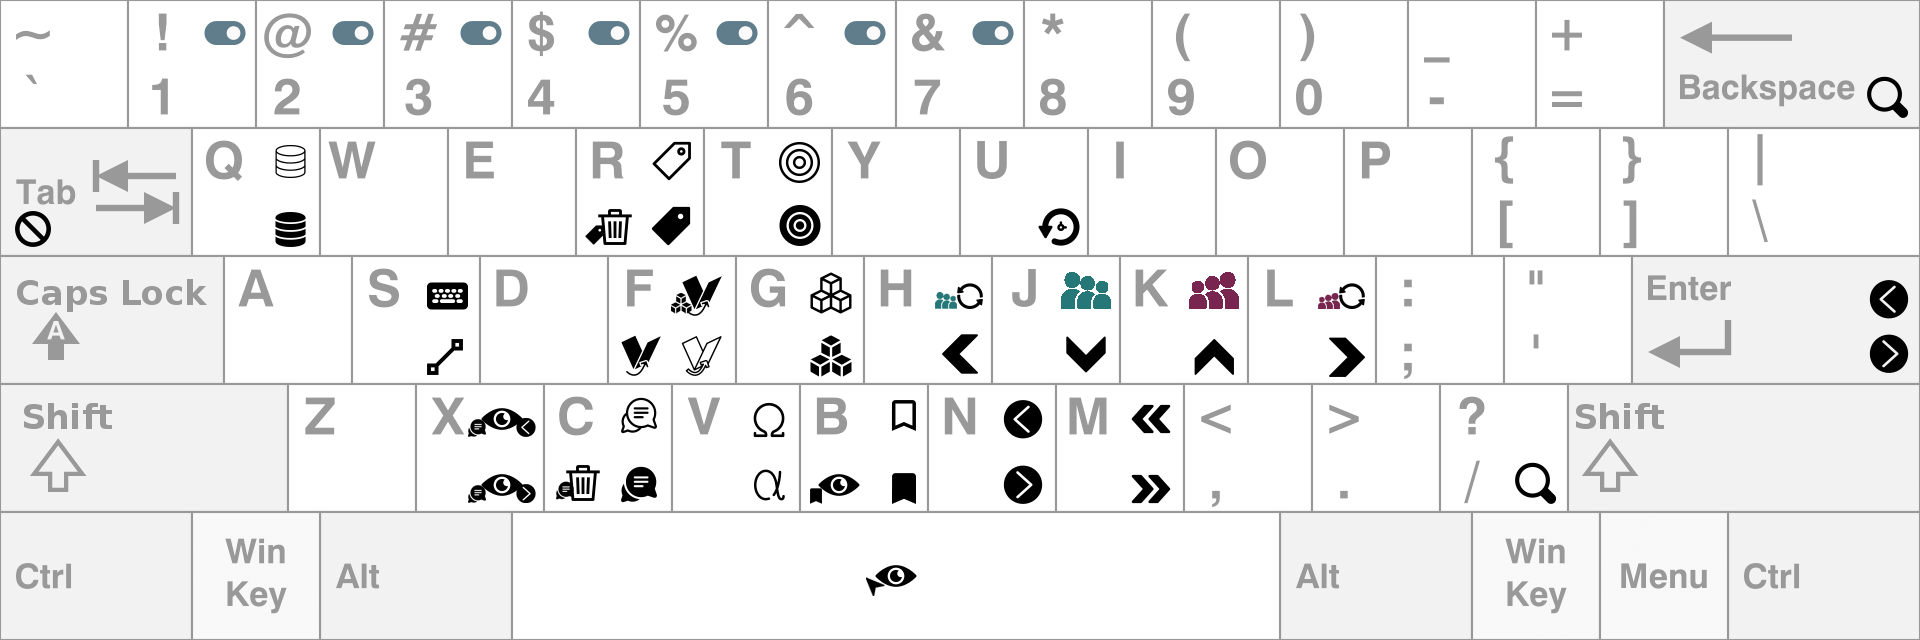 ~ ! @ # $ % ^ & * ( ) _ +
` 1 2 3 4 5 6 7 8 9 0 - = Backspace
Tab Q W E R T Y U I O P { } |
[ ] \
Caps Lock A S D F G H J K L : " Enter
A ; '
Shift Z X C V Ω B N M < > ? Shift
α , . /
Ctrl Win Key Alt Alt Win Key Menu Ctrl